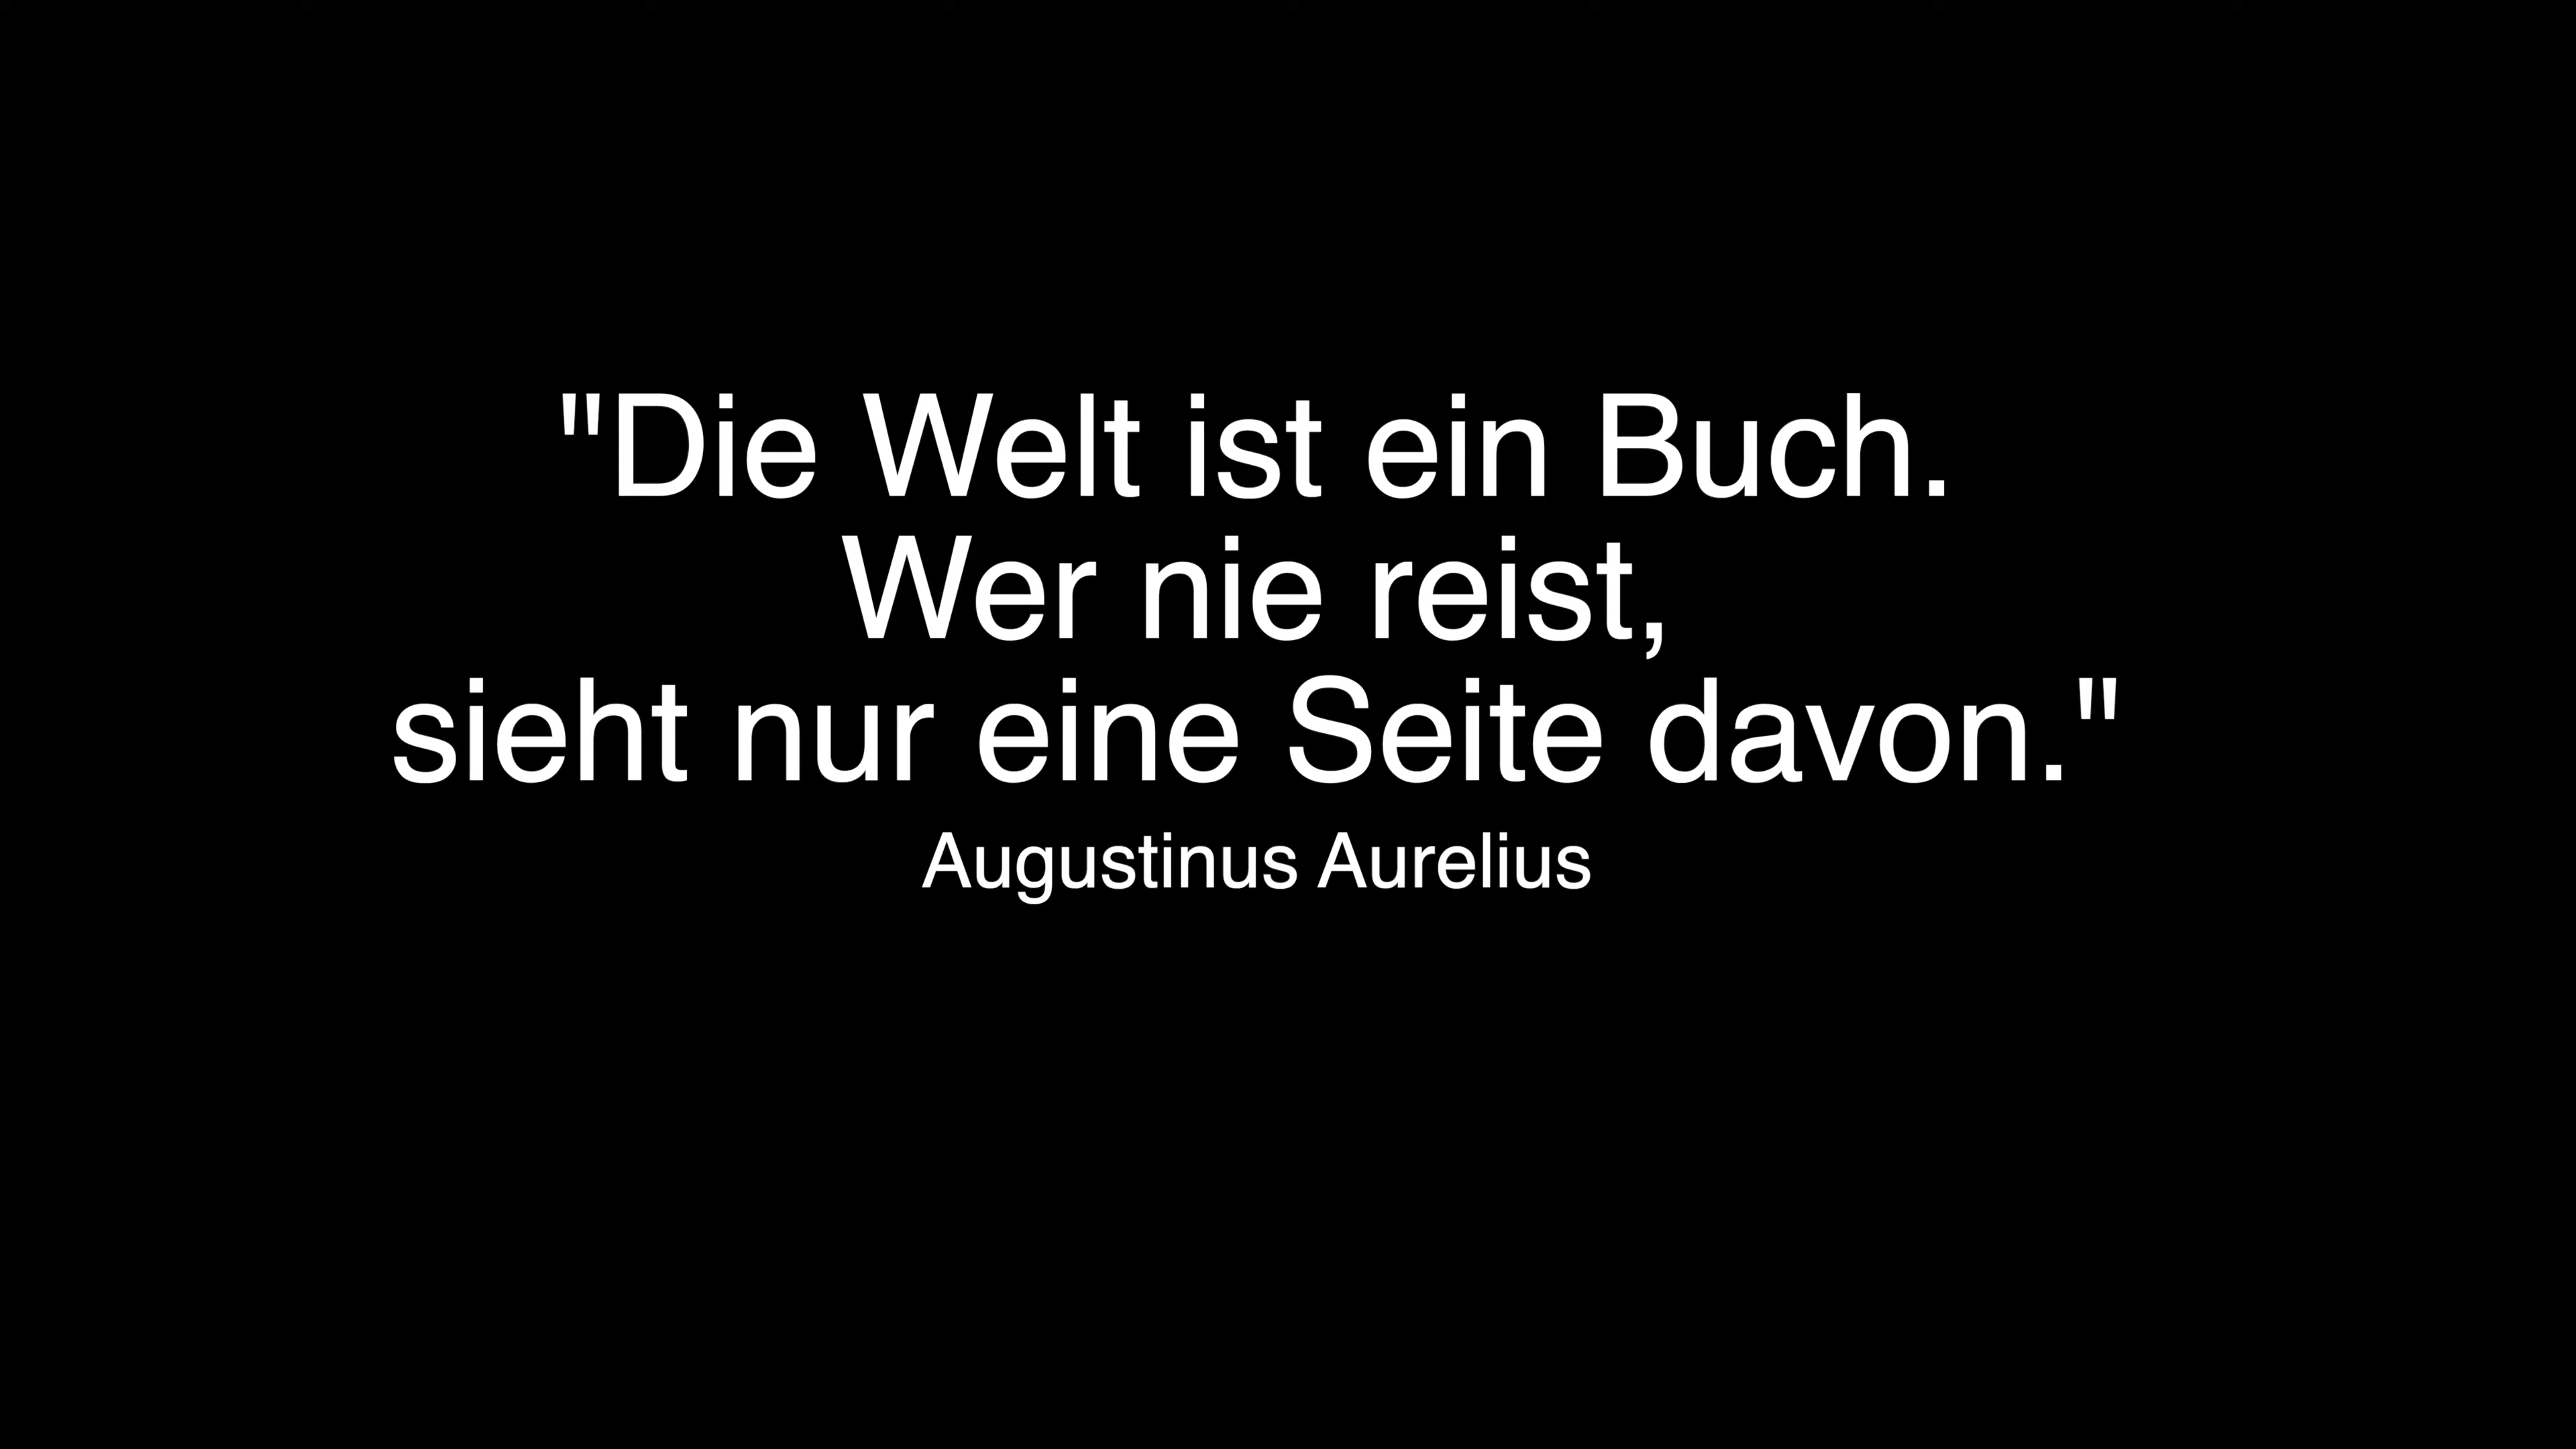 "Die Welt ist ein Buch.
Wer nie reist,
sieht nur eine Seite davon."
Augustinus Aurelius